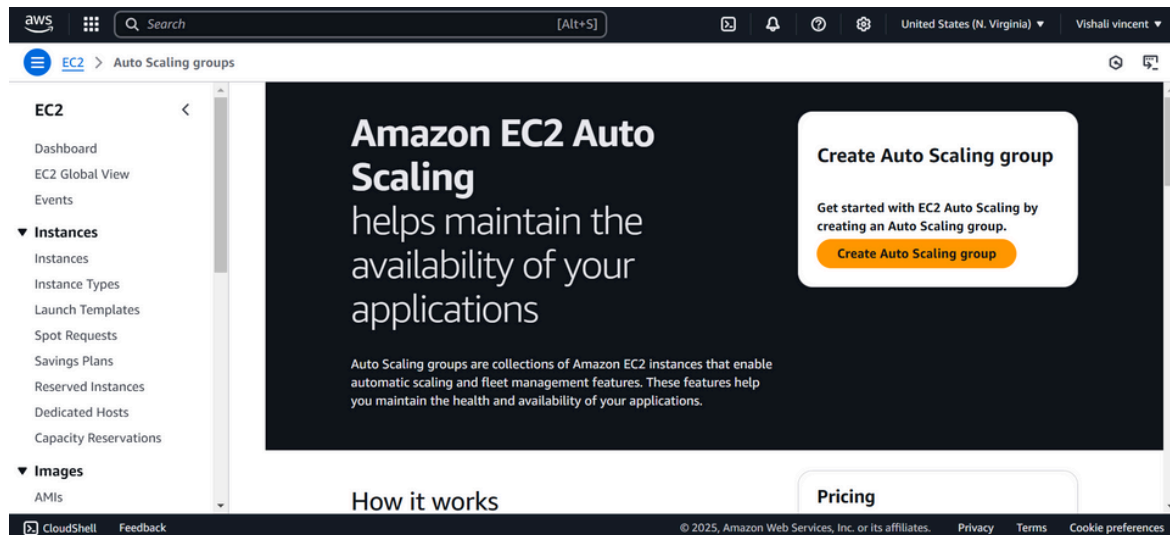 aws
Search
[Alt+S]
United States (N. Virginia)
Vishali vincent
EC2 > Auto Scaling groups
EC2
Dashboard
EC2 Global View
Events
Instances
Instances
Instance Types
Launch Templates
Spot Requests
Savings Plans
Reserved Instances
Dedicated Hosts
Capacity Reservations
Images
AMIs
Amazon EC2 Auto
Scaling
helps maintain the
availability of your
applications
Auto Scaling groups are collections of Amazon EC2 instances that enable
automatic scaling and fleet management features. These features help
you maintain the health and availability of your applications.
Create Auto Scaling group
Get started with EC2 Auto Scaling by
creating an Auto Scaling group.
Create Auto Scaling group
How it works
Pricing
CloudShell
Feedback
© 2025, Amazon Web Services, Inc. or its affiliates.
Privacy
Terms
Cookie preferences